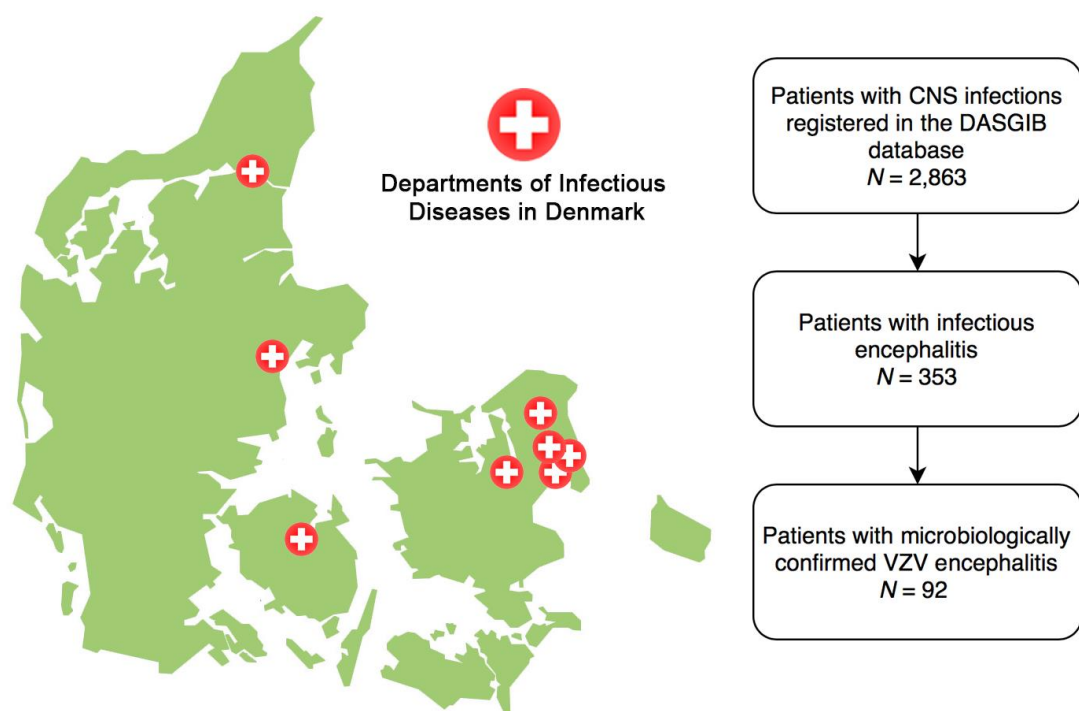 Departments of Infectious
Diseases in Denmark
Patients with CNS infections
registered in the DASGIB
database
N = 2,863
Patients with infectious
encephalitis
N = 353
Patients with microbiologically
confirmed VZV encephalitis
N = 92